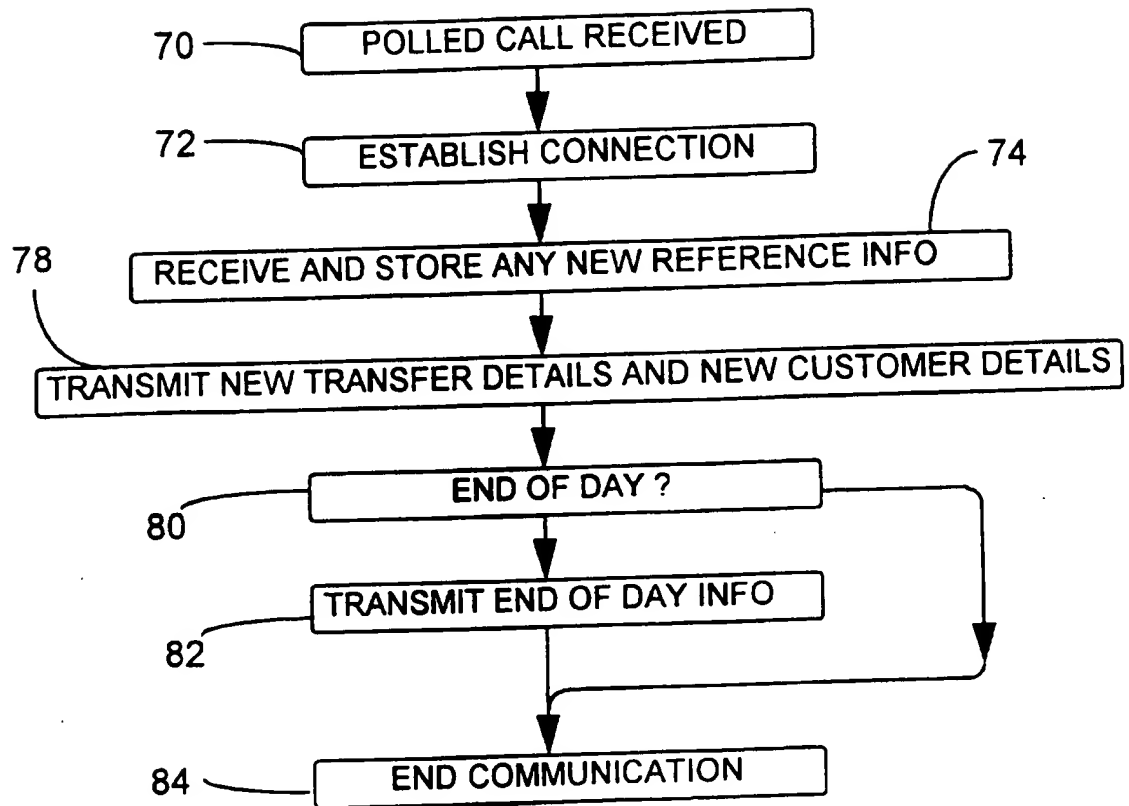 70
POLLED CALL RECEIVED
72
ESTABLISH CONNECTION
74
RECEIVE AND STORE ANY NEW REFERENCE INFO
78
TRANSMIT NEW TRANSFER DETAILS AND NEW CUSTOMER DETAILS
80
END OF DAY ?
82
TRANSMIT END OF DAY INFO
84
END COMMUNICATION